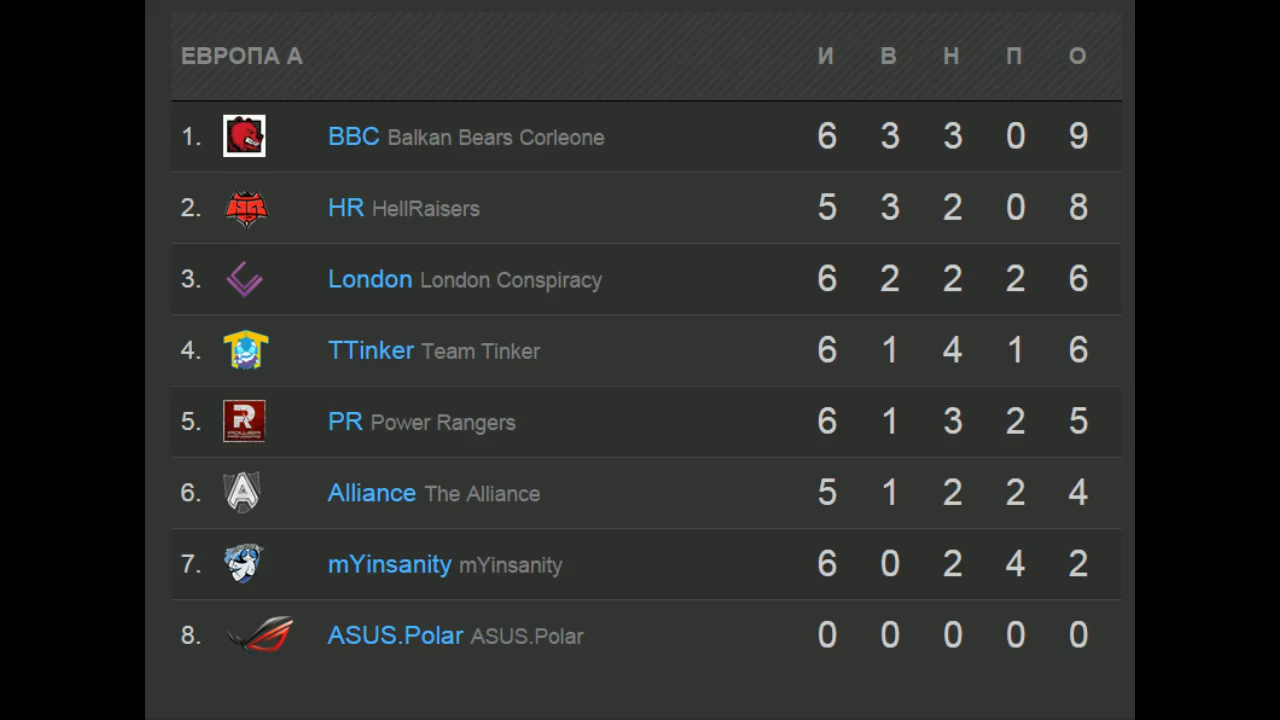 ЕВРОПА А И В Н П О
1. BBC Balkan Bears Corleone 6 3 3 0 9
2. HR HellRaisers 5 3 2 0 8
3. London London Conspiracy 6 2 2 2 6
4. TTinker Team Tinker 6 1 4 1 6
5. PR Power Rangers 6 1 3 2 5
6. Alliance The Alliance 5 1 2 2 4
7. mYinsanity mYinsanity 6 0 2 4 2
8. ASUS.Polar ASUS.Polar 0 0 0 0 0